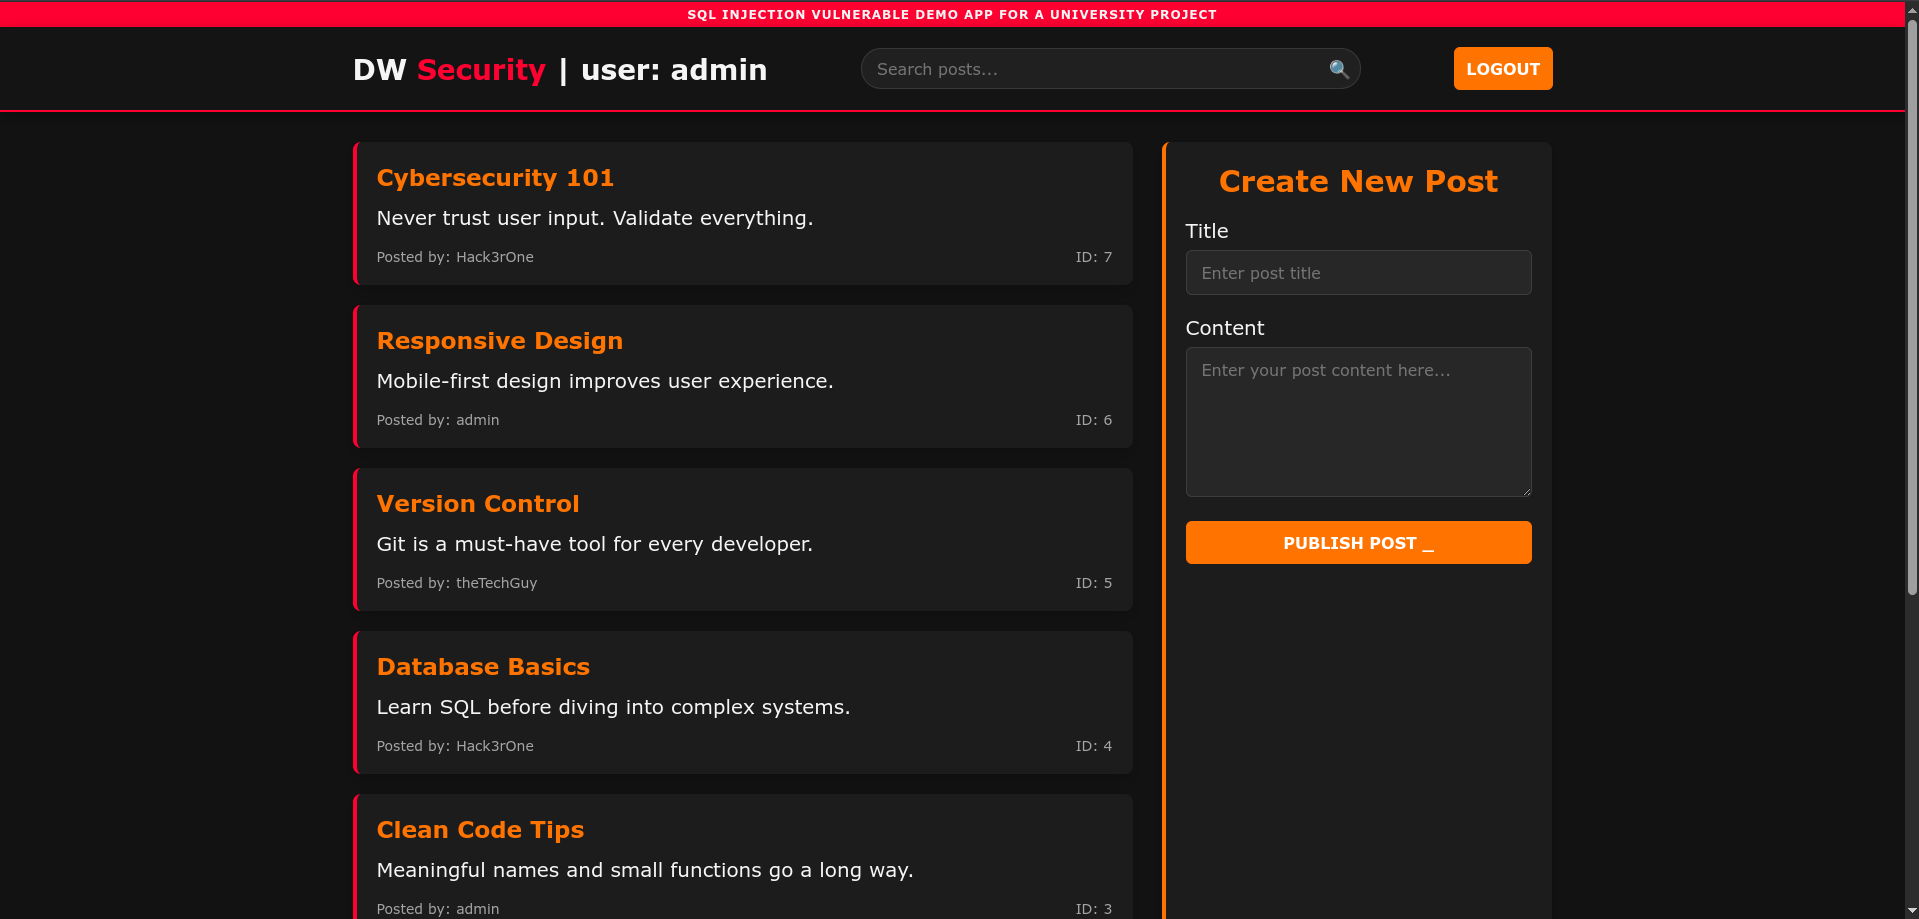 SQL INJECTION VULNERABLE DEMO APP FOR A UNIVERSITY PROJECT
DW Security | user: admin
Search posts...
LOGOUT
Cybersecurity 101
Never trust user input. Validate everything.
Posted by: Hack3rOne
ID: 7
Responsive Design
Mobile-first design improves user experience.
Posted by: admin
ID: 6
Version Control
Git is a must-have tool for every developer.
Posted by: theTechGuy
ID: 5
Database Basics
Learn SQL before diving into complex systems.
Posted by: Hack3rOne
ID: 4
Clean Code Tips
Meaningful names and small functions go a long way.
Posted by: admin
ID: 3
Create New Post
Title
Enter post title
Content
Enter your post content here...
PUBLISH POST _